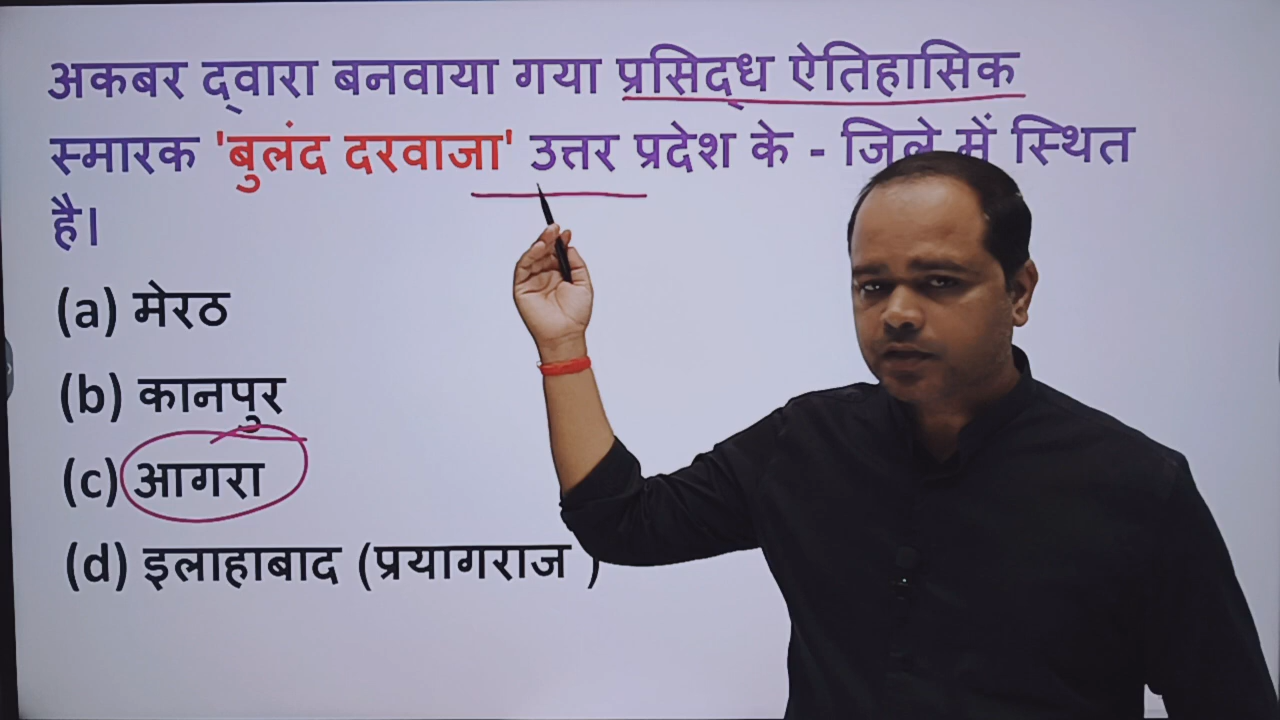 अकबर द्वारा बनवाया गया प्रसिद्ध ऐतिहासिक
स्मारक 'बुलंद दरवाजा' उत्तर प्रदेश के - जिले में स्थित
है।
(a) मेरठ
(b) कानपुर
(c) आगरा
(d) इलाहाबाद (प्रयागराज )